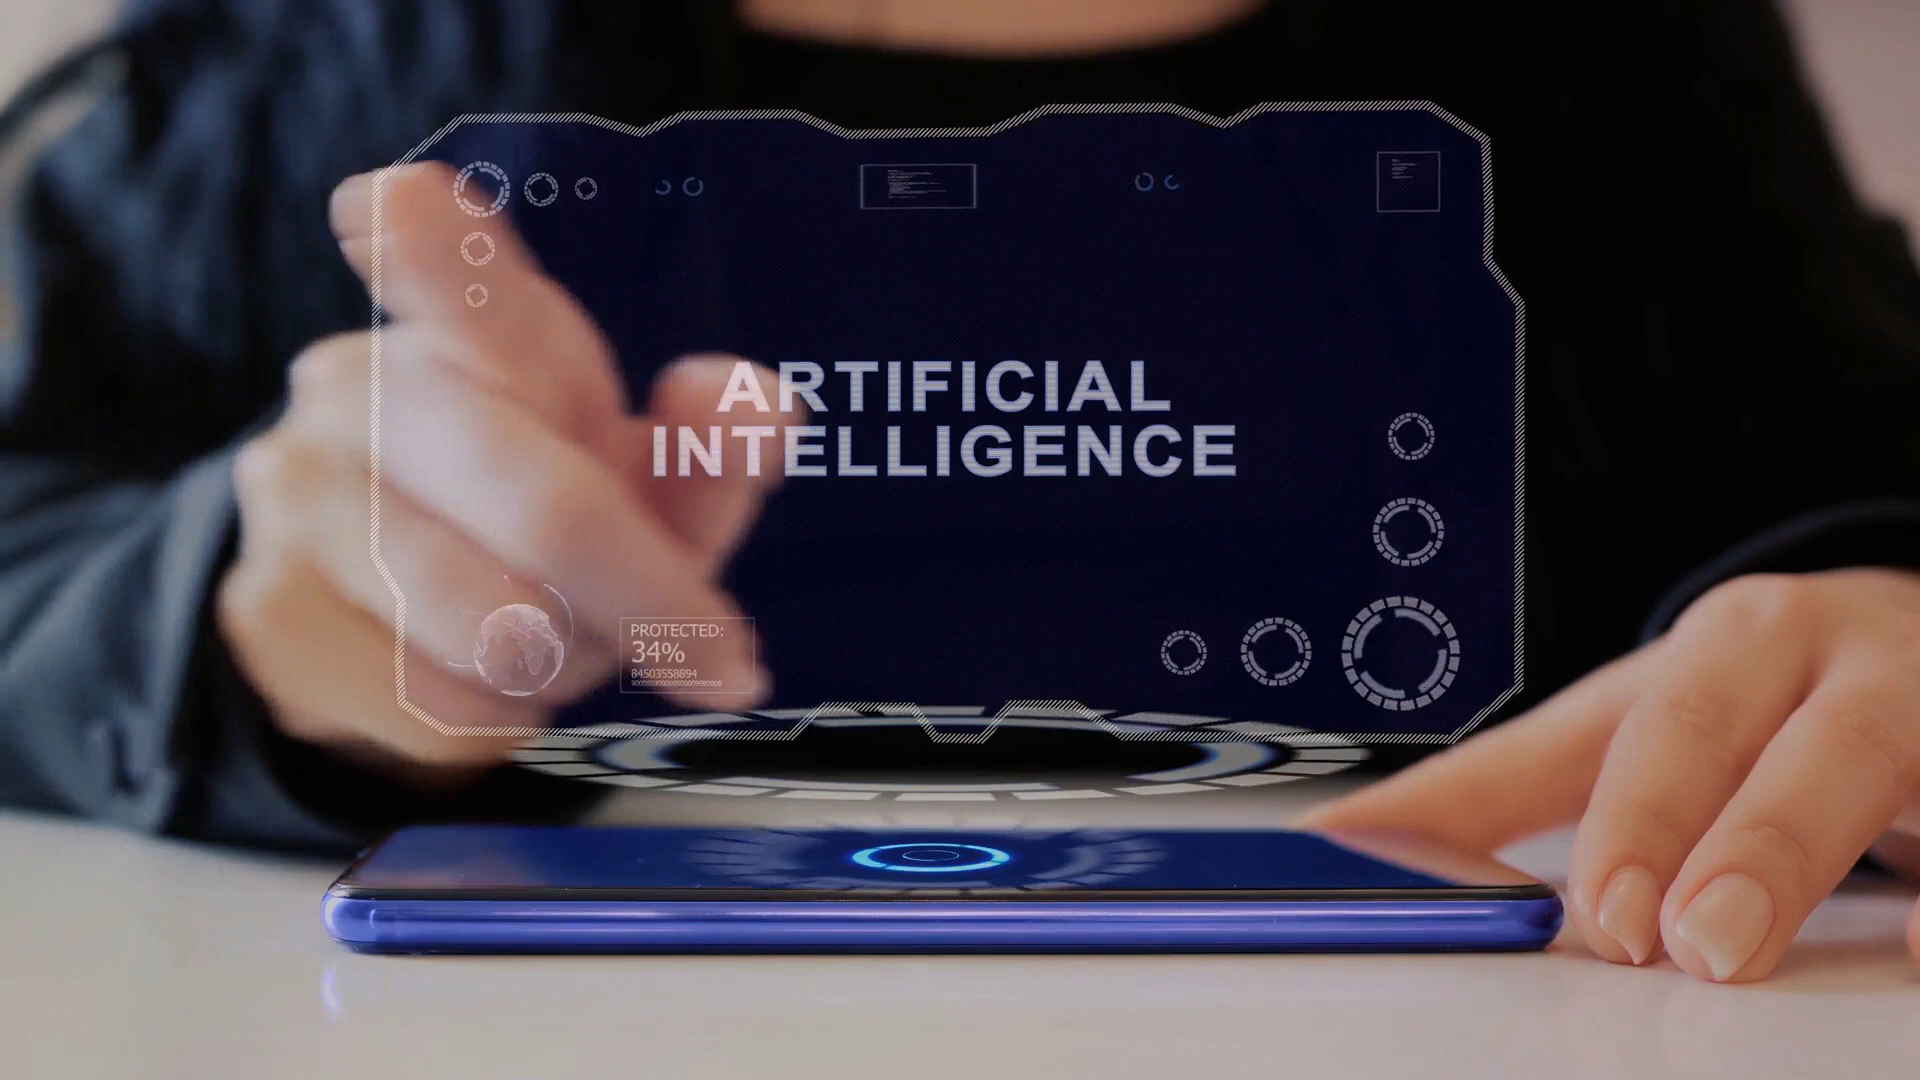 ARTIFICIAL
INTELLIGENCE
PROTECTED:
34%
84503558894